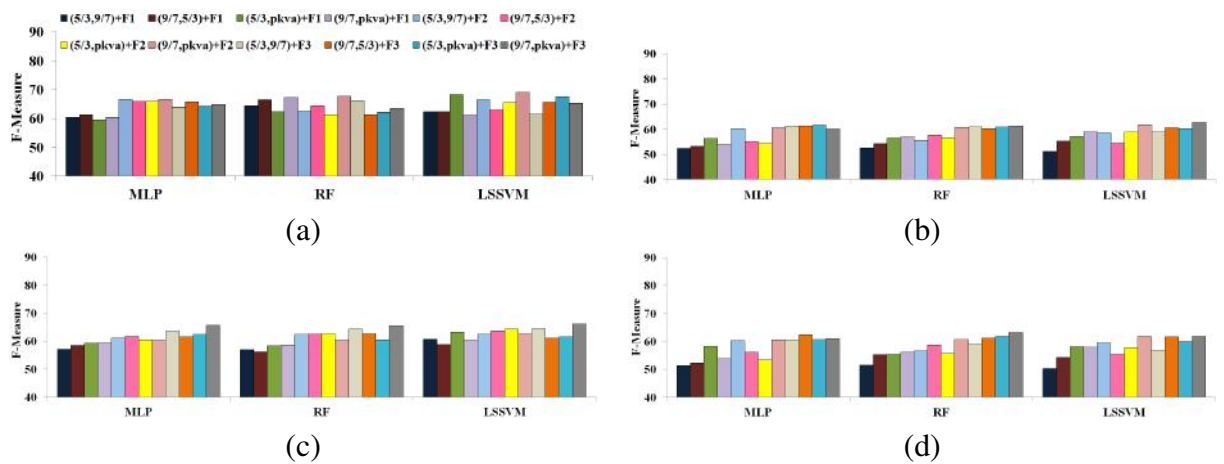 (5/3,9/7)+F1 (9/7,5/3)+F1 (5/3,pkva)+F1 (9/7,pkva)+F1 (5/3,9/7)+F2 (9/7,5/3)+F2
(5/3,pkva)+F2 (9/7,pkva)+F2 (5/3,9/7)+F3 (9/7,5/3)+F3 (5/3,pkva)+F3 (9/7,pkva)+F3
F-Measure
90
80
70
60
50
40
MLP RF LSSVM
(a)
F-Measure
90
80
70
60
50
40
MLP RF LSSVM
(b)
F-Measure
90
80
70
60
50
40
MLP RF LSSVM
(c)
F-Measure
90
80
70
60
50
40
MLP RF LSSVM
(d)